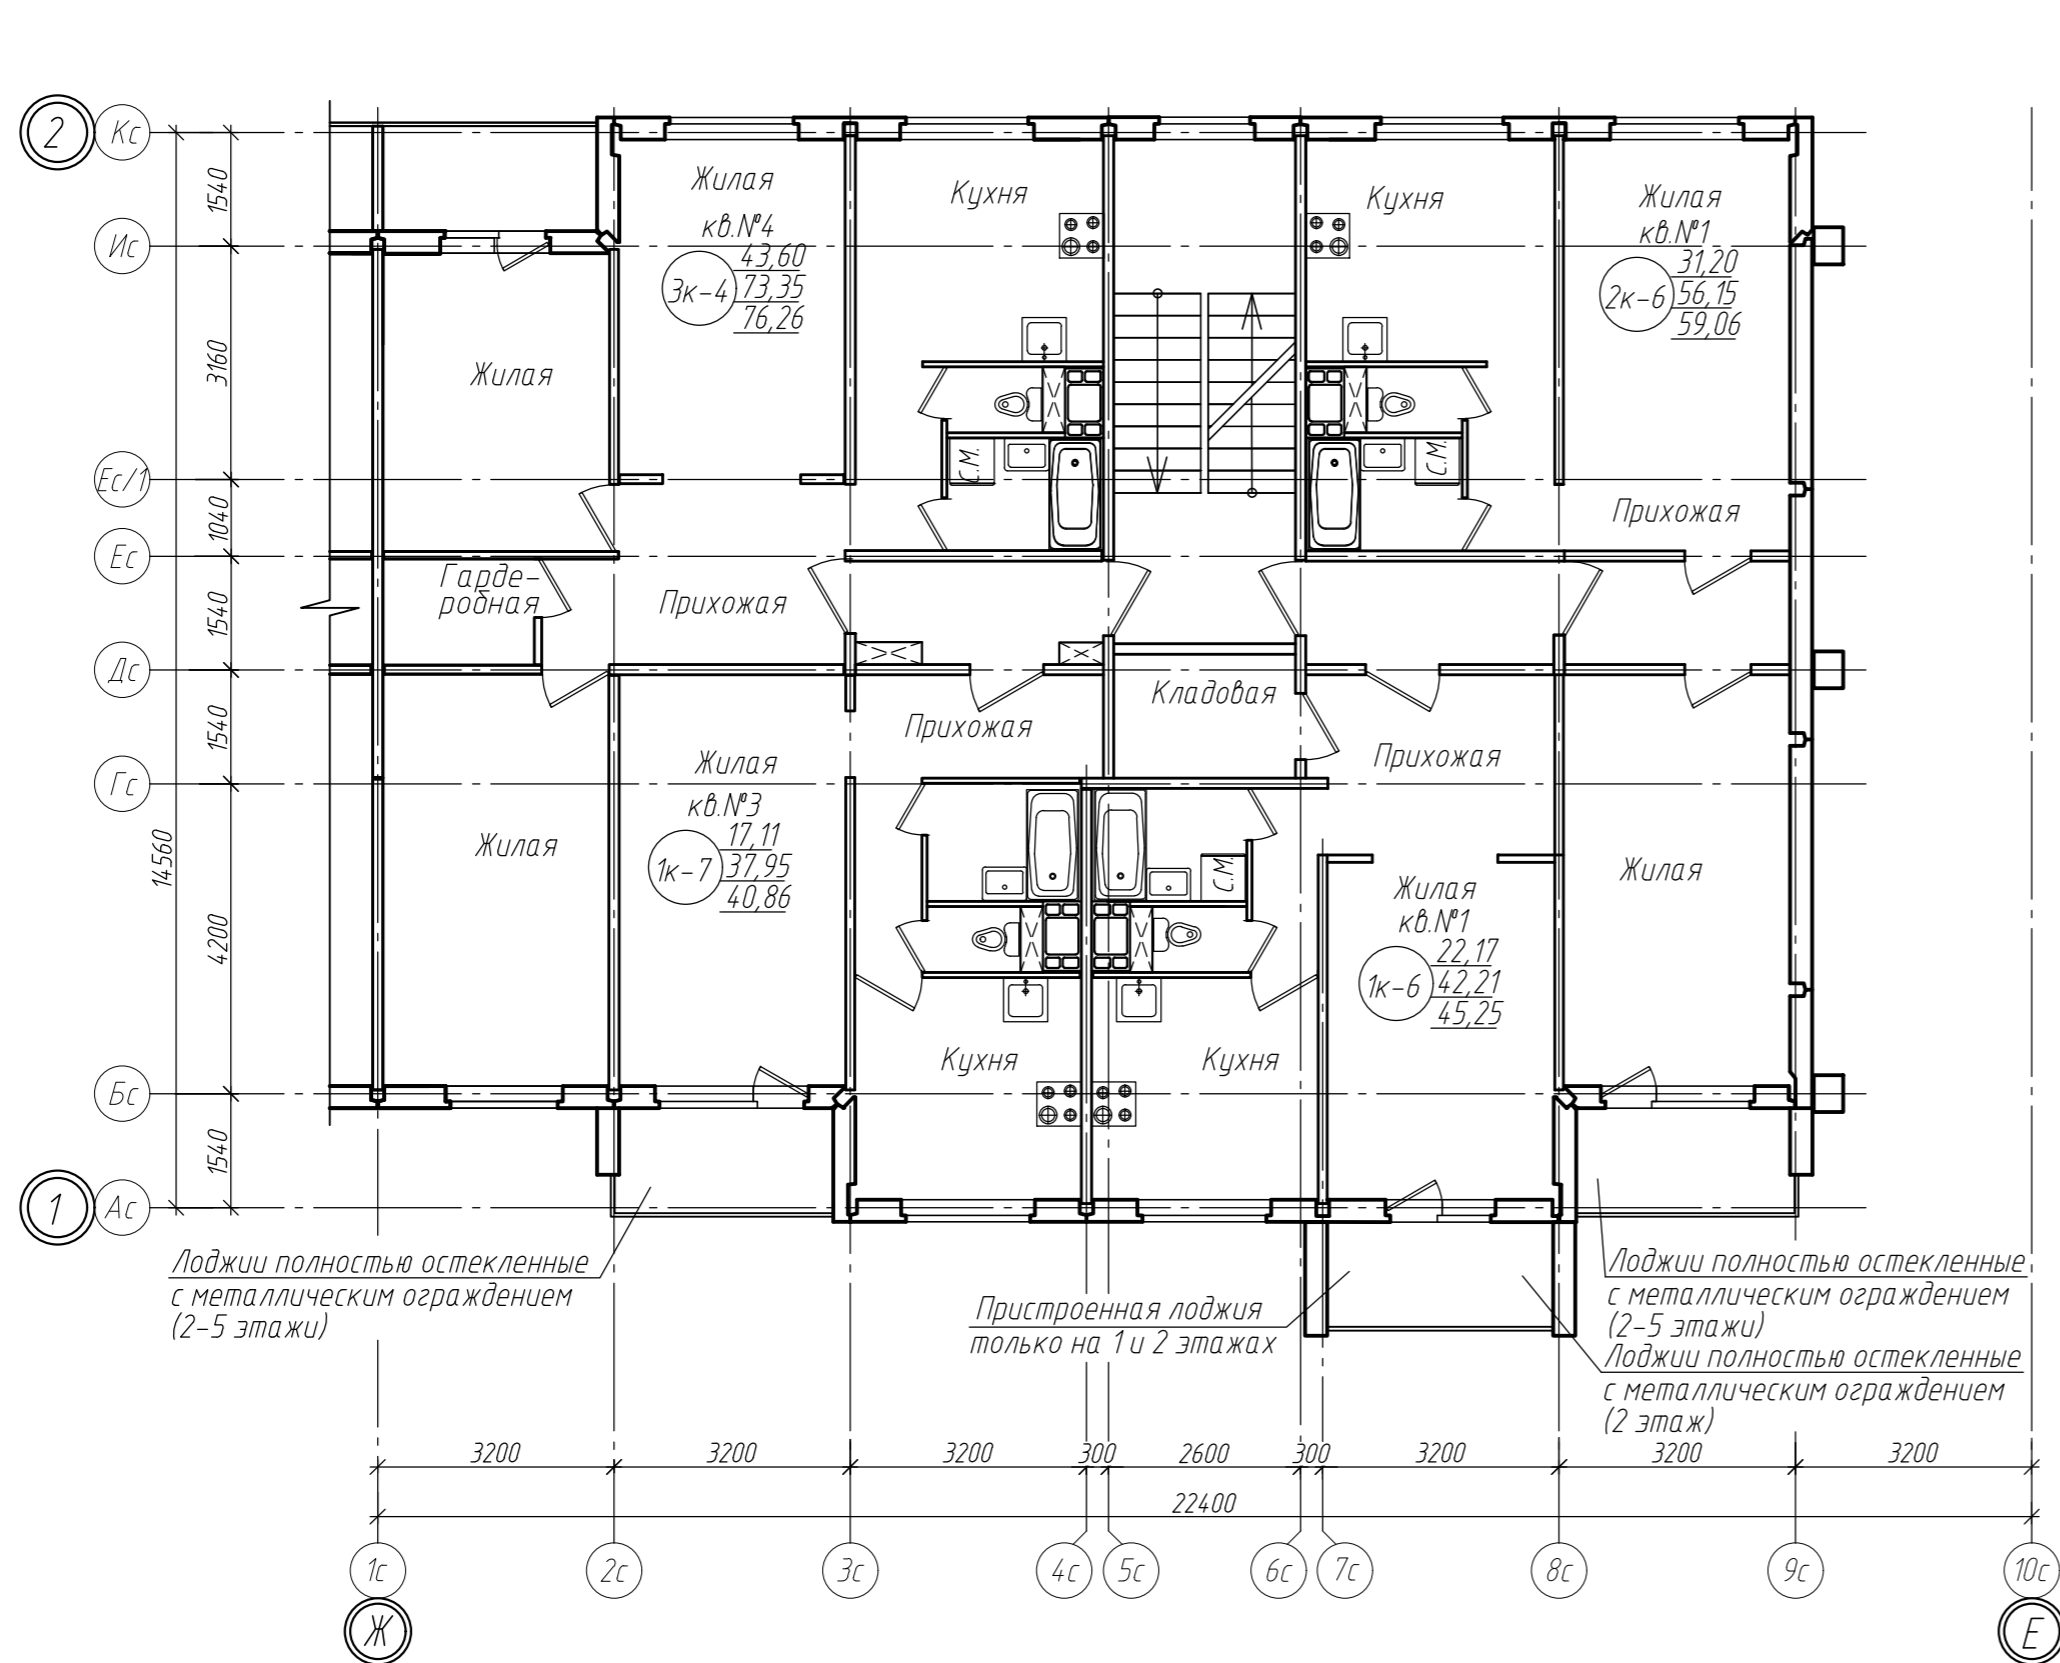 2
Кс
Ис
Ес/1
Ес
Дс
Гс
Бс
1
Ас
1540
3160
1040
1540
1540
4200
1540
14560
Жилая
кв.№4
3к-4
43,60
73,35
76,26
Кухня
Кухня
Жилая
кв.№1
2к-6
31,20
56,15
59,06
Жилая
С.М.
С.М.
Прихожая
Гарде-
робная
Прихожая
Кладовая
Прихожая
Прихожая
Жилая
кв.№3
1к-7
17,11
37,95
40,86
Жилая
С.М.
Жилая
кв.№1
1к-6
22,17
42,21
45,25
Жилая
Кухня
Кухня
Лоджии полностью остекленные
с металлическим ограждением
(2-5 этажи)
Пристроенная лоджия
только на 1 и 2 этажах
Лоджии полностью остекленные
с металлическим ограждением
(2-5 этажи)
Лоджии полностью остекленные
с металлическим ограждением
(2 этаж)
3200
3200
3200
300
2600
300
3200
3200
3200
22400
1с
2с
3с
4с
5с
6с
7с
8с
9с
10с
Ж
Е